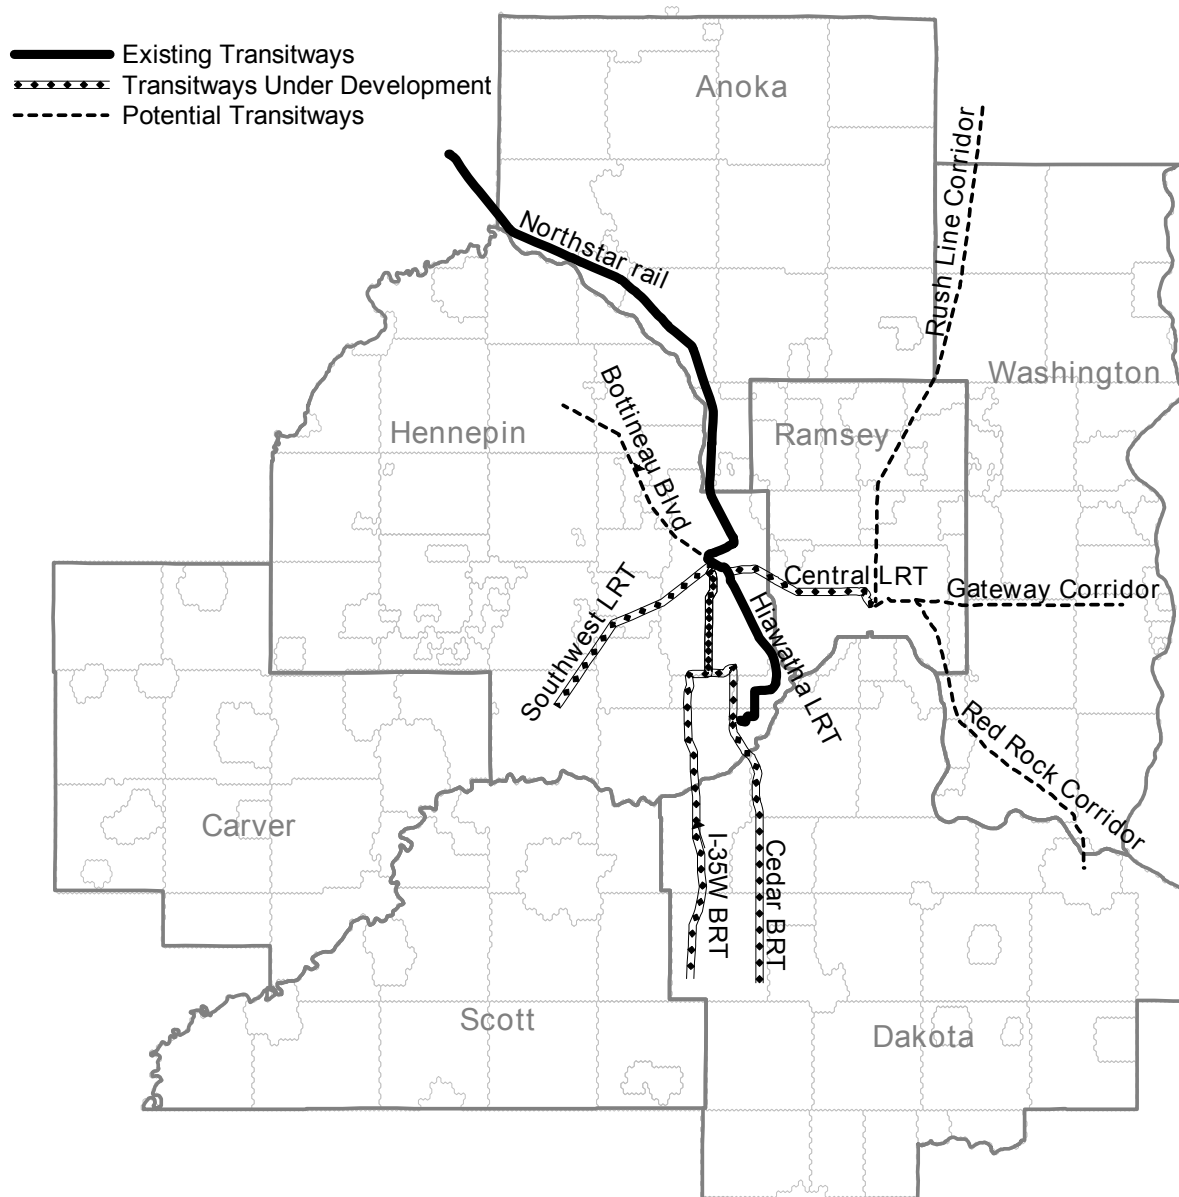 Existing Transitways
Transitways Under Development
Potential Transitways
Anoka
Rush Line Corridor
Northstar rail
Washington
Bottineau Blvd
Hennepin
Ramsey
Central LRT
Gateway Corridor
Southwest LRT
Hiawatha LRT
Red Rock Corridor
Carver
I-35W BRT
Cedar BRT
Scott
Dakota